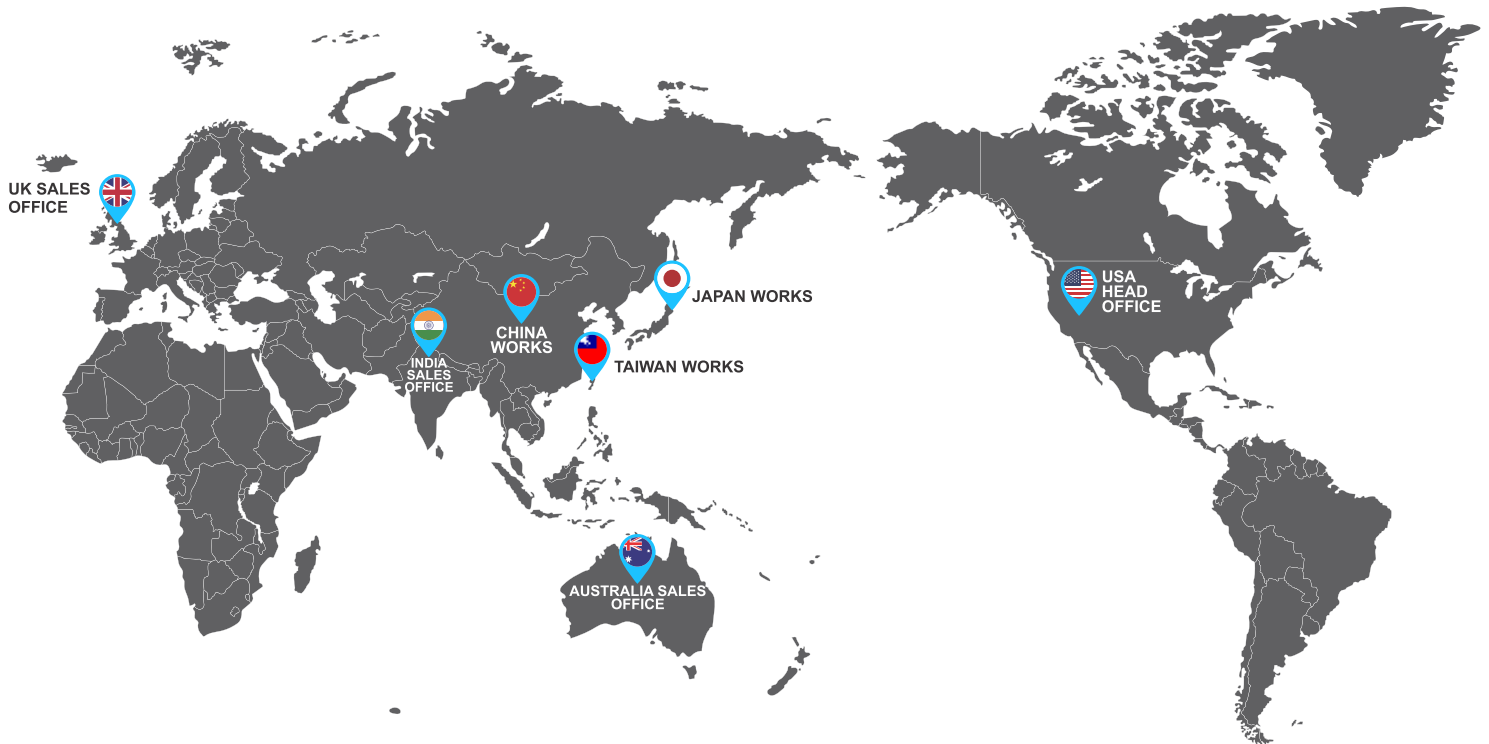 UK SALES
OFFICE
USA
HEAD
OFFICE
JAPAN WORKS
CHINA
WORKS
INDIA
SALES
OFFICE
TAIWAN WORKS
AUSTRALIA SALES
OFFICE